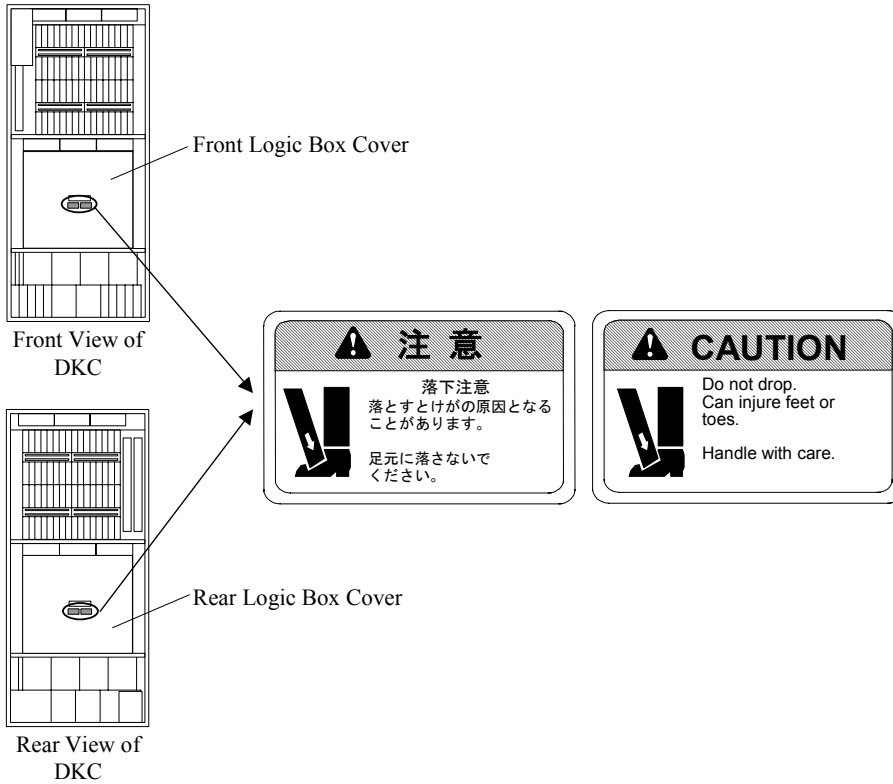 Front Logic Box Cover
Front View of
DKC
注 意
落下注意
落とすとけがの原因となる
ことがあります。
足元に落さないで
ください。
CAUTION
Do not drop.
Can injure feet or
toes.
Handle with care.
Rear Logic Box Cover
Rear View of
DKC